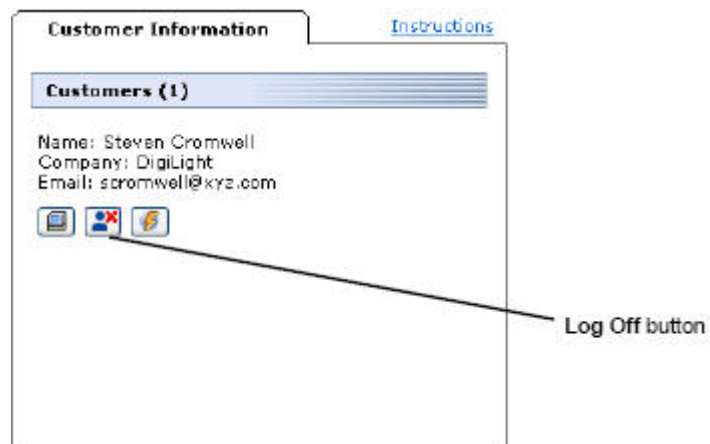 Customer Information
Instructions
Customers (1)
Name: Steven Cromwell
Company: DigiLight
Email: scromwell@xyz.com
Log Off button